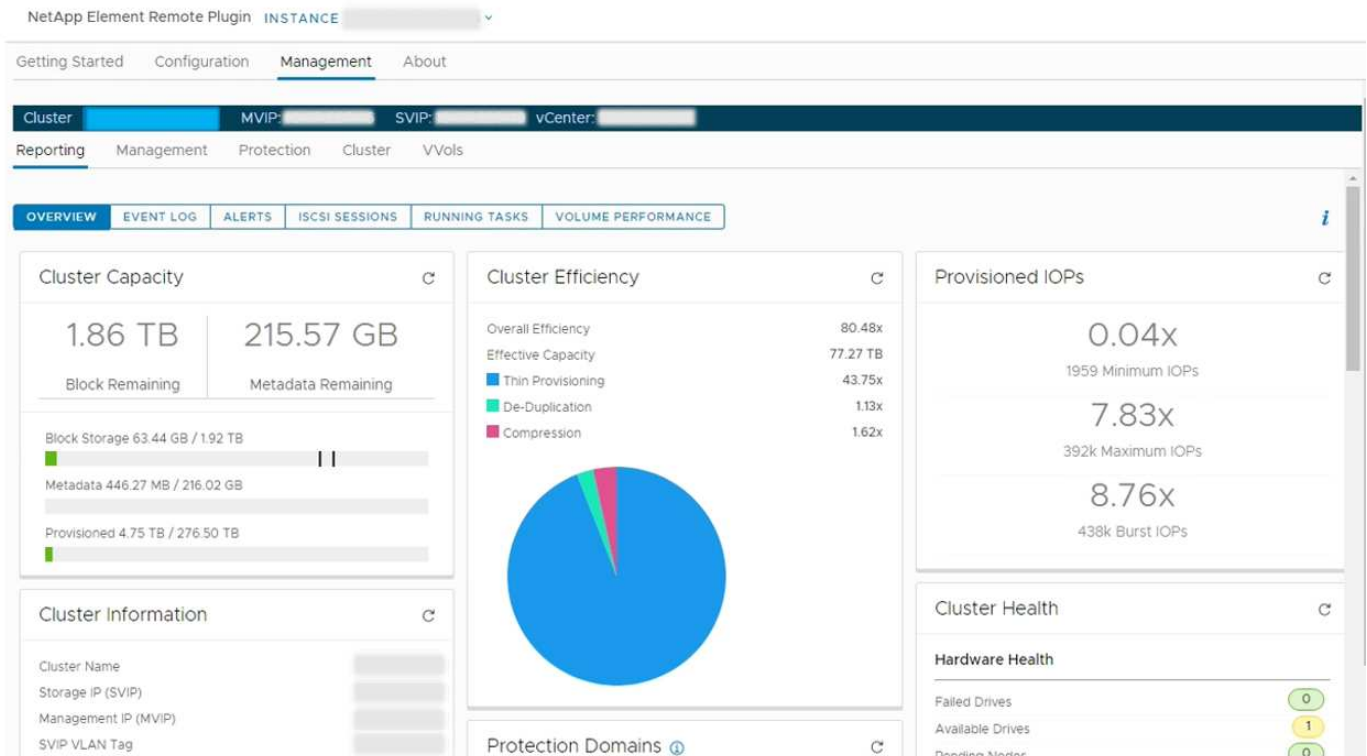 NetApp Element Remote Plugin INSTANCE
Getting Started Configuration Management About
Cluster MVIP: SVIP: vCenter:
Reporting Management Protection Cluster VVols
OVERVIEW EVENT LOG ALERTS ISCSI SESSIONS RUNNING TASKS VOLUME PERFORMANCE i
Cluster Capacity
1.86 TB 215.57 GB
Block Remaining Metadata Remaining
Block Storage 63.44 GB / 1.92 TB
Metadata 446.27 MB / 216.02 GB
Provisioned 4.75 TB / 276.50 TB
Cluster Information
Cluster Name
Storage IP (SVIP)
Management IP (MVIP)
SVIP VLAN Tag
Cluster Efficiency
Overall Efficiency 80.48x
Effective Capacity 77.27 TB
Thin Provisioning 43.75x
De-Duplication 1.13x
Compression 1.62x
Protection Domains
Provisioned IOPs
0.04x
1959 Minimum IOPs
7.83x
392k Maximum IOPs
8.76x
438k Burst IOPs
Cluster Health
Hardware Health
Failed Drives 0
Available Drives 1
Pending Nodes 0